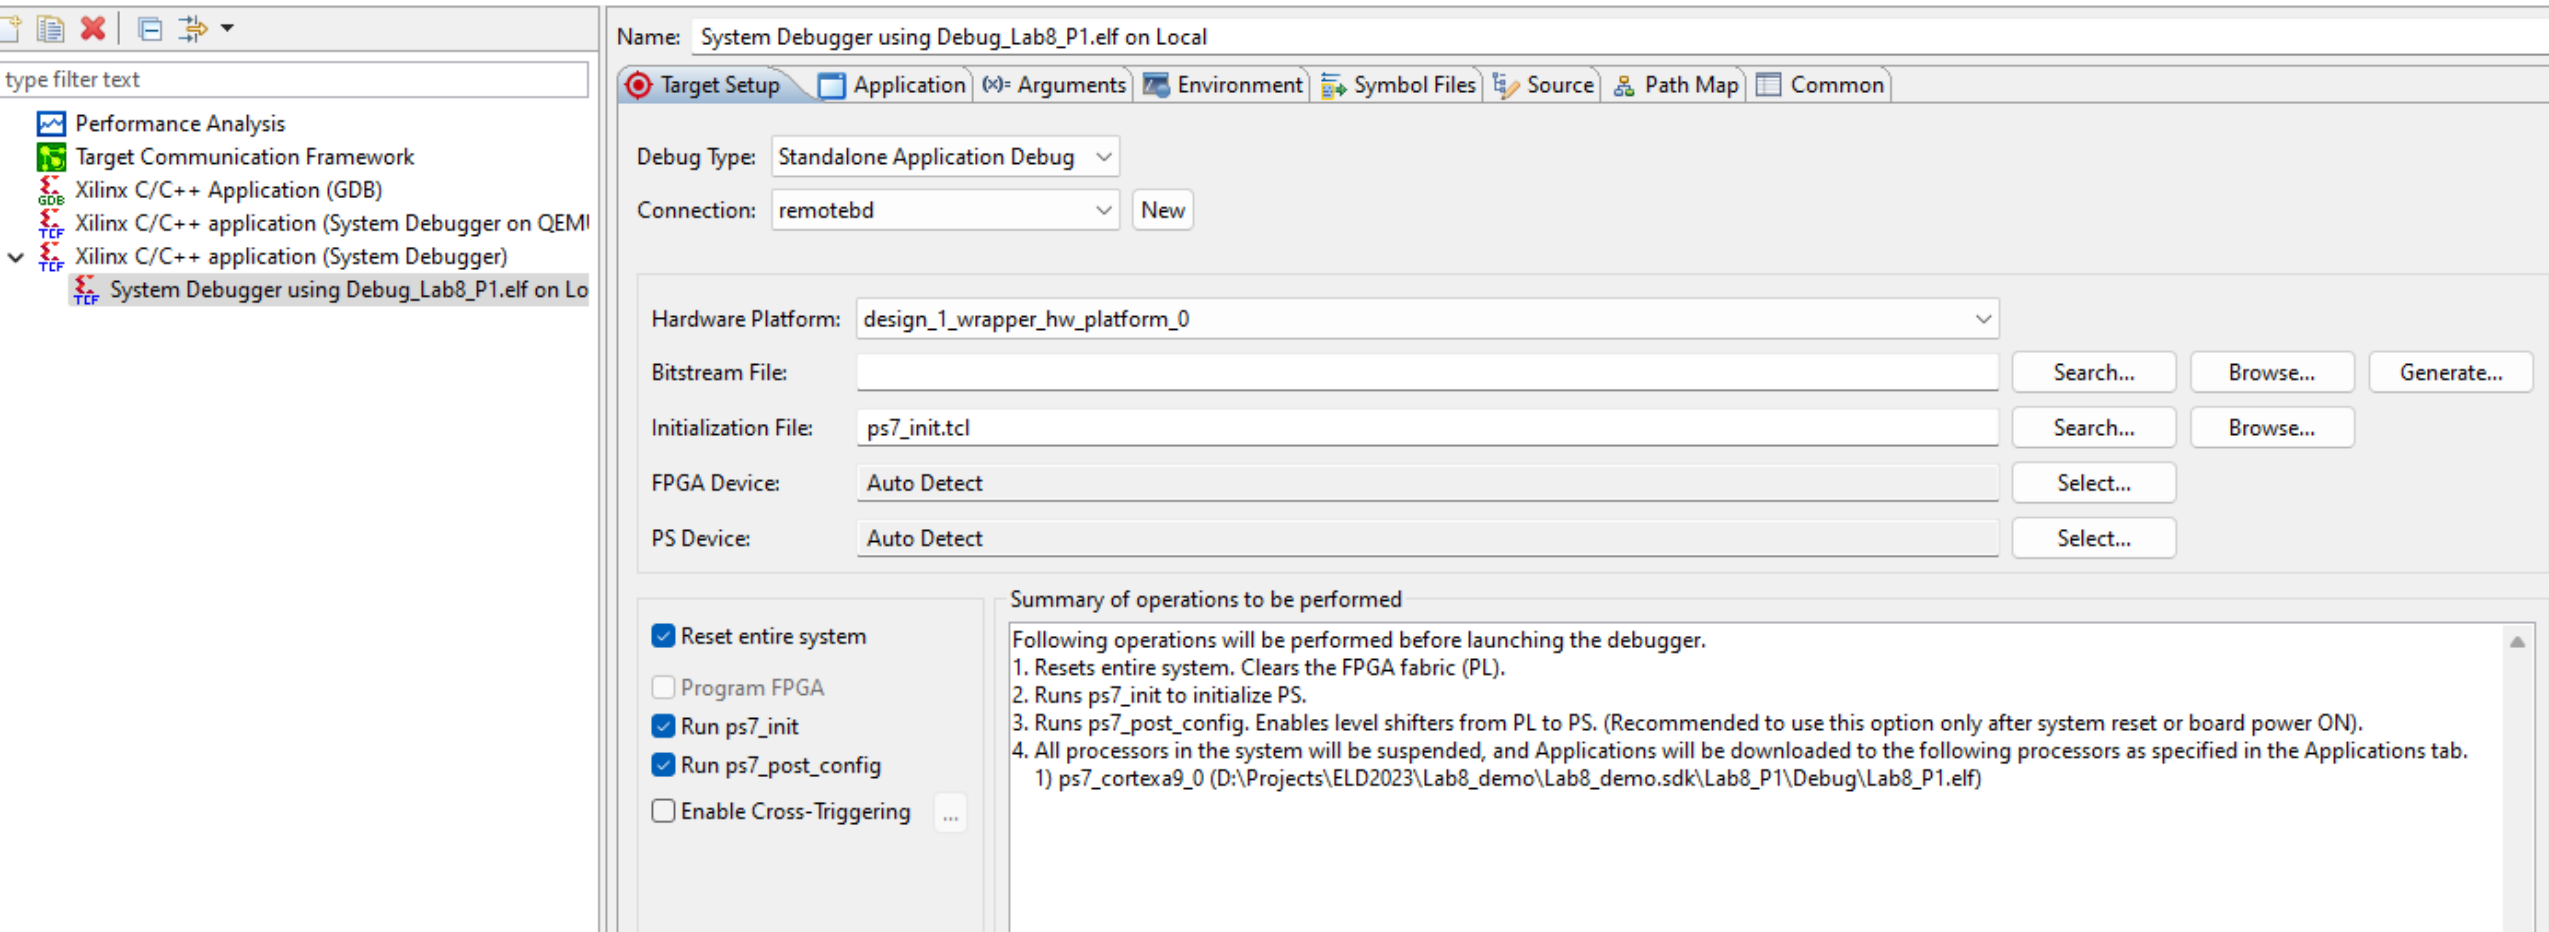 type filter text
Performance Analysis
Target Communication Framework
GDB
Xilinx C/C++ Application (GDB)
TCF
Xilinx C/C++ application (System Debugger on QEM
TCF
Xilinx C/C++ application (System Debugger)
TCF
System Debugger using Debug_Lab8_P1.elf on Lo
Name: System Debugger using Debug_Lab8_P1.elf on Local
Target Setup Application (x)= Arguments Environment Symbol Files Source Path Map Common
Debug Type: Standalone Application Debug
Connection: remotebd New
Hardware Platform: design_1_wrapper_hw_platform_0
Bitstream File: Search... Browse... Generate...
Initialization File: ps7_init.tcl Search... Browse...
FPGA Device: Auto Detect Select...
PS Device: Auto Detect Select...
Reset entire system
Program FPGA
Run ps7_init
Run ps7_post_config
Enable Cross-Triggering ...
Summary of operations to be performed
Following operations will be performed before launching the debugger.
1. Resets entire system. Clears the FPGA fabric (PL).
2. Runs ps7_init to initialize PS.
3. Runs ps7_post_config. Enables level shifters from PL to PS. (Recommended to use this option only after system reset or board power ON).
4. All processors in the system will be suspended, and Applications will be downloaded to the following processors as specified in the Applications tab.
1) ps7_cortexa9_0 (D:\Projects\ELD2023\Lab8_demo\Lab8_demo.sdk\Lab8_P1\Debug\Lab8_P1.elf)